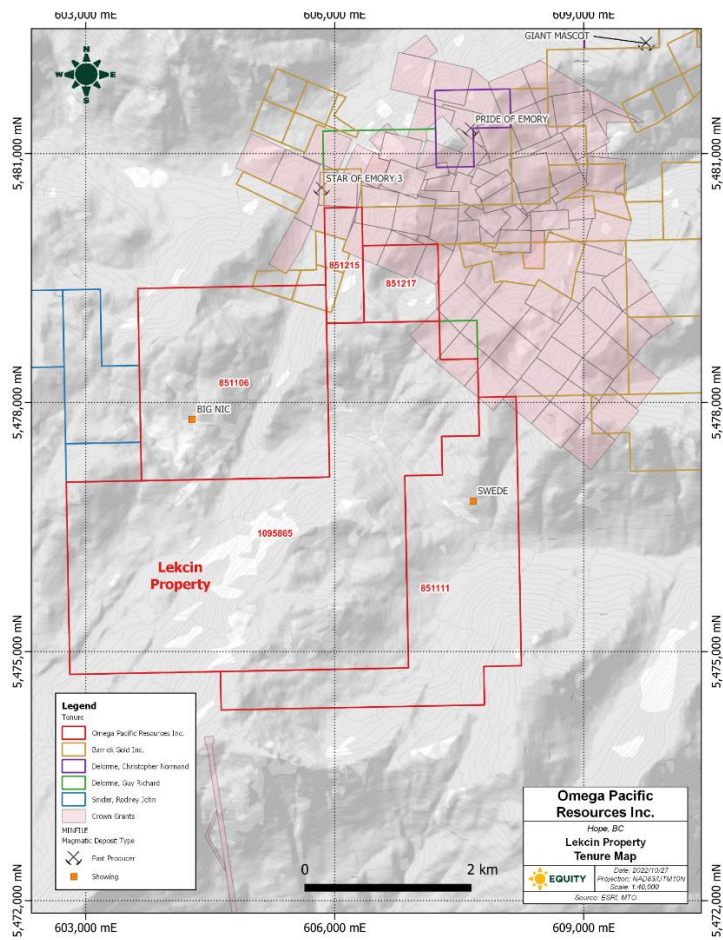 603,000 mE
606,000 mE
609,000 mE
GIANT MASCOT
N
W E
S
PRIDE OF EMORY
5,481,000 mN
5,481,000 mN
STAR OF EMORY 3
851215
851217
851106
5,478,000 mN
5,478,000 mN
BIG NIC
SWEDE
1095865
Lekcin
Property
851111
5,475,000 mN
5,475,000 mN
Legend
Tenure
Omega Pacific Resources Inc.
Barrick Gold Inc.
Delorme, Christopher Normand
Delorme, Guy Richard
Snider, Rodney John
Crown Grants
MINFILE
Magmatic Deposit Type
Past Producer
Showing
0 2 km
Omega Pacific
Resources Inc.
Hope, BC
Lekcin Property
Tenure Map
EQUITY
Date: 2022/10/27
Projection: NAD83/UTM10N
Scale: 1:40,000
Source: ESRI, MTO
5,472,000 mN
5,472,000 mN
603,000 mE
606,000 mE
609,000 mE